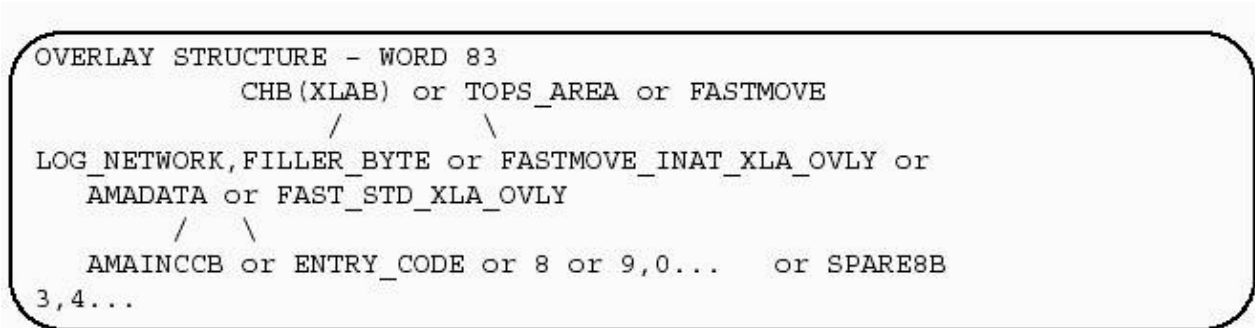 OVERLAY STRUCTURE - WORD 83
CHB(XLAB) or TOPS_AREA or FASTMOVE
/ \
LOG_NETWORK,FILLER_BYTE or FASTMOVE_INAT_XLA_OVLY or
AMADATA or FAST_STD_XLA_OVLY
/ \
AMAINCCB or ENTRY_CODE or 8 or 9,0... or SPARE8B
3,4...